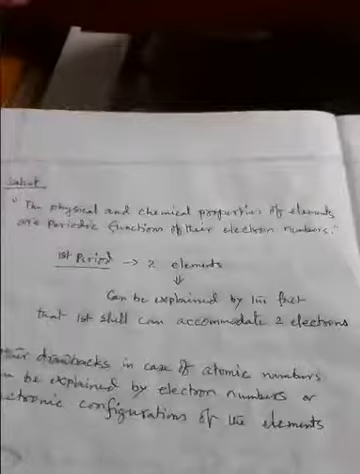 "The physical and chemical properties of elements
are Periodic functions of their electron numbers."
1st Period → 2 elements
⇓
Can be explained by the fact
that 1st shell can accommodate 2 electrons
drawbacks in case of atomic numbers
be explained by electron numbers or
configurations of the elements